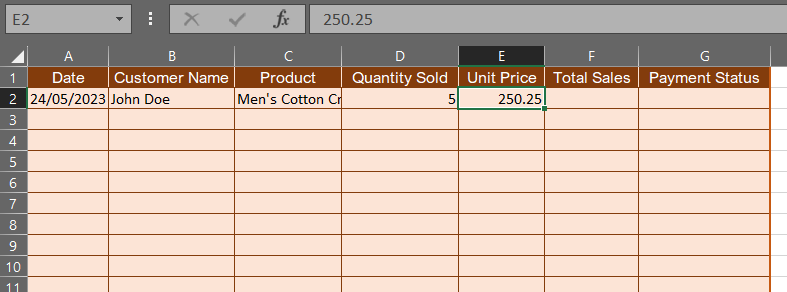 E2 fx 250.25
A B C D E F G
1 Date Customer Name Product Quantity Sold Unit Price Total Sales Payment Status
2 24/05/2023 John Doe Men's Cotton Cr 5 250.25
3
4
5
6
7
8
9
10
11